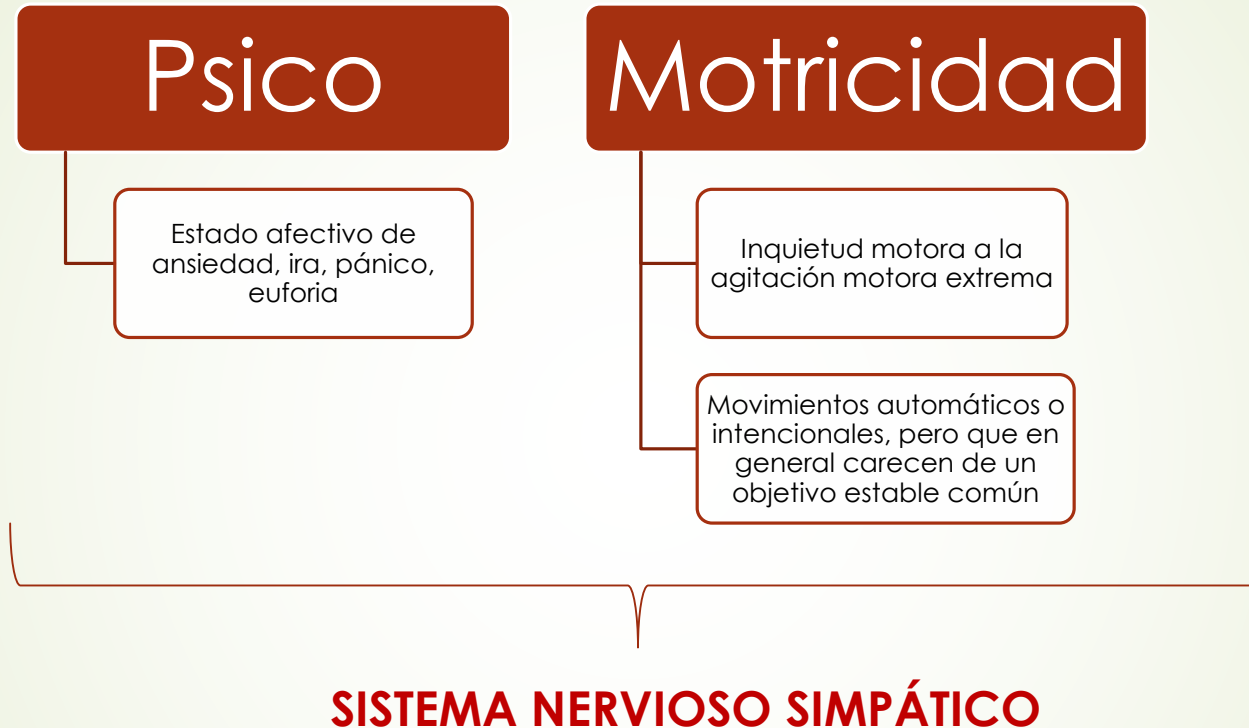 Psico
Estado afectivo de
ansiedad, ira, pánico,
euforia
Motricidad
Inquietud motora a la
agitación motora extrema
Movimientos automáticos o
intencionales, pero que en
general carecen de un
objetivo estable común
SISTEMA NERVIOSO SIMPÁTICO